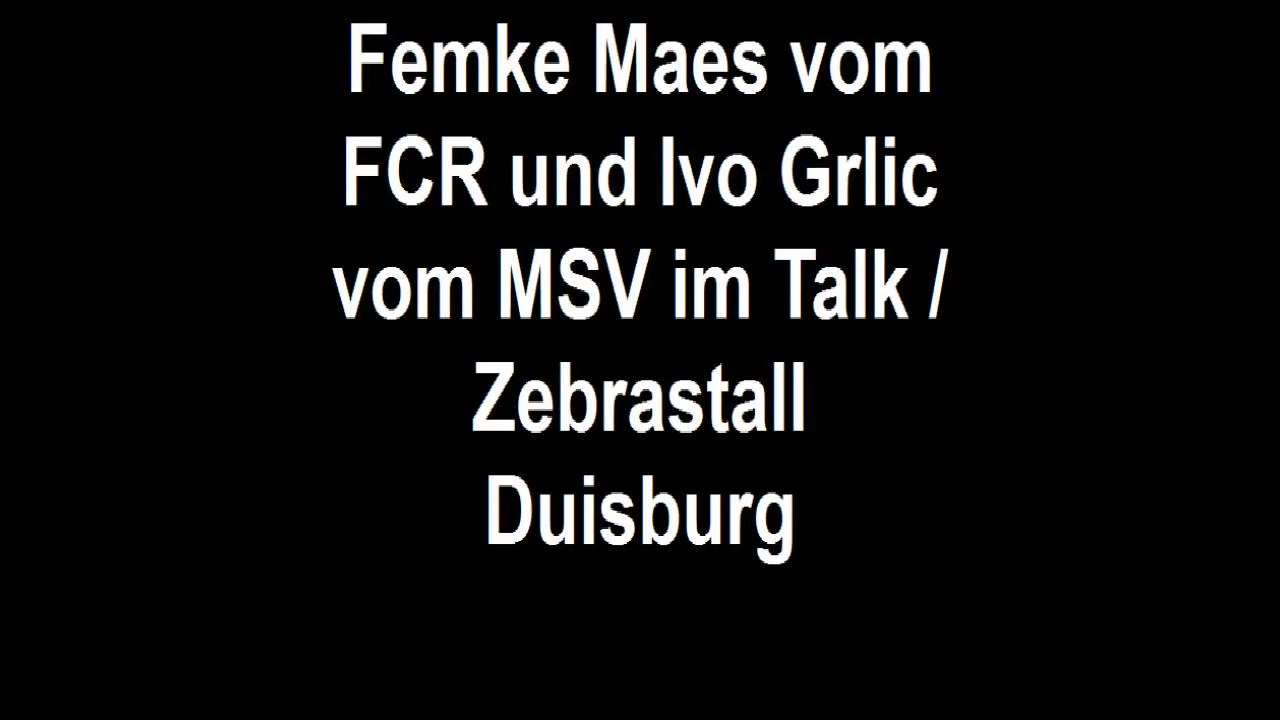 Femke Maes vom
FCR und Ivo Grlic
vom MSV im Talk /
Zebrastall
Duisburg